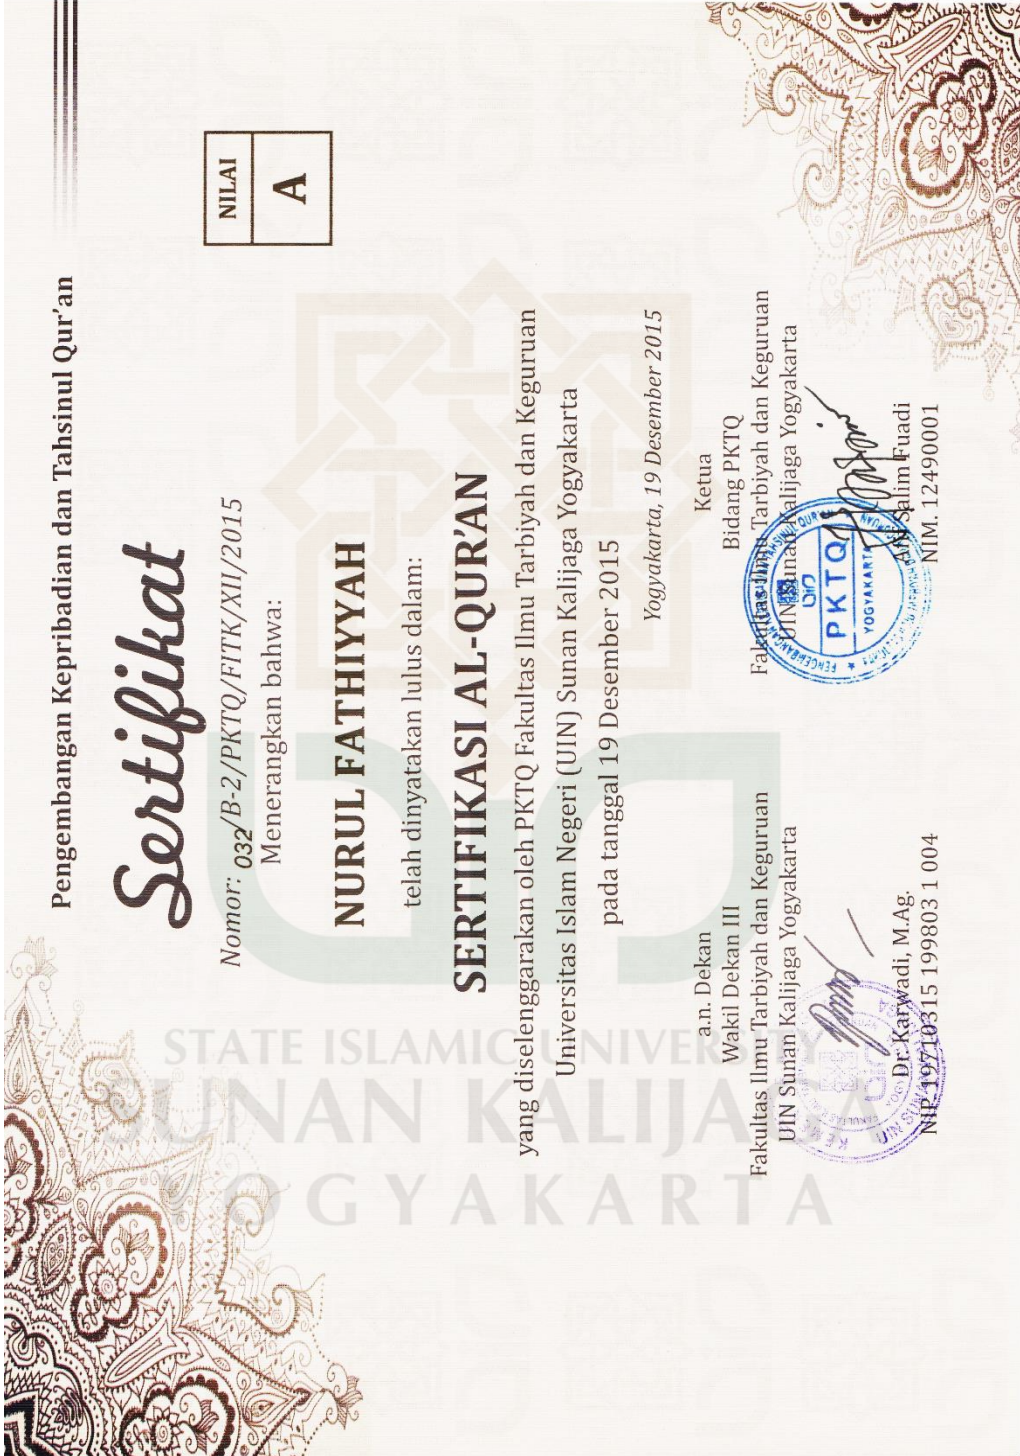 Pengembangan Kepribadian dan Tahsinul Qur'an
Sertifikat
NILAI
A
Nomor: 032/B-2/PKTQ/FITK/XII/2015
Menerangkan bahwa:
NURUL FATHIYYAH
telah dinyatakan lulus dalam:
SERTIFIKASI AL-QUR'AN
yang diselenggarakan oleh PKTQ Fakultas Ilmu Tarbiyah dan Keguruan
Universitas Islam Negeri (UIN) Sunan Kalijaga Yogyakarta
pada tanggal 19 Desember 2015
Yogyakarta, 19 Desember 2015
a.n. Dekan
Wakil Dekan III
Fakultas Ilmu Tarbiyah dan Keguruan
UIN Sunan Kalijaga Yogyakarta
Dr. Karwadi, M.Ag.
NIP. 19710315 199803 1 004
Ketua
Bidang PKTQ
Fakultas Ilmu Tarbiyah dan Keguruan
UIN Sunan Kalijaga Yogyakarta
Salim Fuadi
NIM. 12490001
PKTQ
YOGYAKARTA
STATE ISLAMIC UNIVERSITY
SUNAN KALIJAGA
YOGYAKARTA